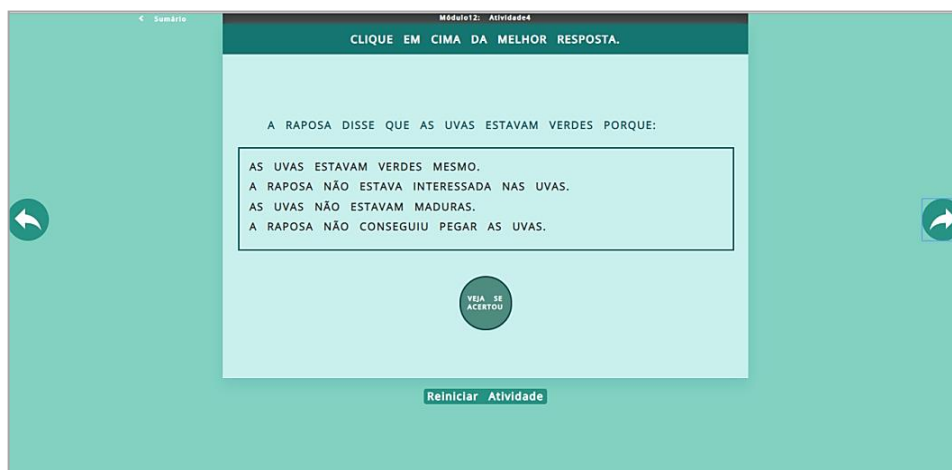 < Sumário
Módulo12: Atividade4
CLIQUE EM CIMA DA MELHOR RESPOSTA.
A RAPOSA DISSE QUE AS UVAS ESTAVAM VERDES PORQUE:
AS UVAS ESTAVAM VERDES MESMO.
A RAPOSA NÃO ESTAVA INTERESSADA NAS UVAS.
AS UVAS NÃO ESTAVAM MADURAS.
A RAPOSA NÃO CONSEGUIU PEGAR AS UVAS.
VEJA SE
ACERTOU
Reiniciar Atividade